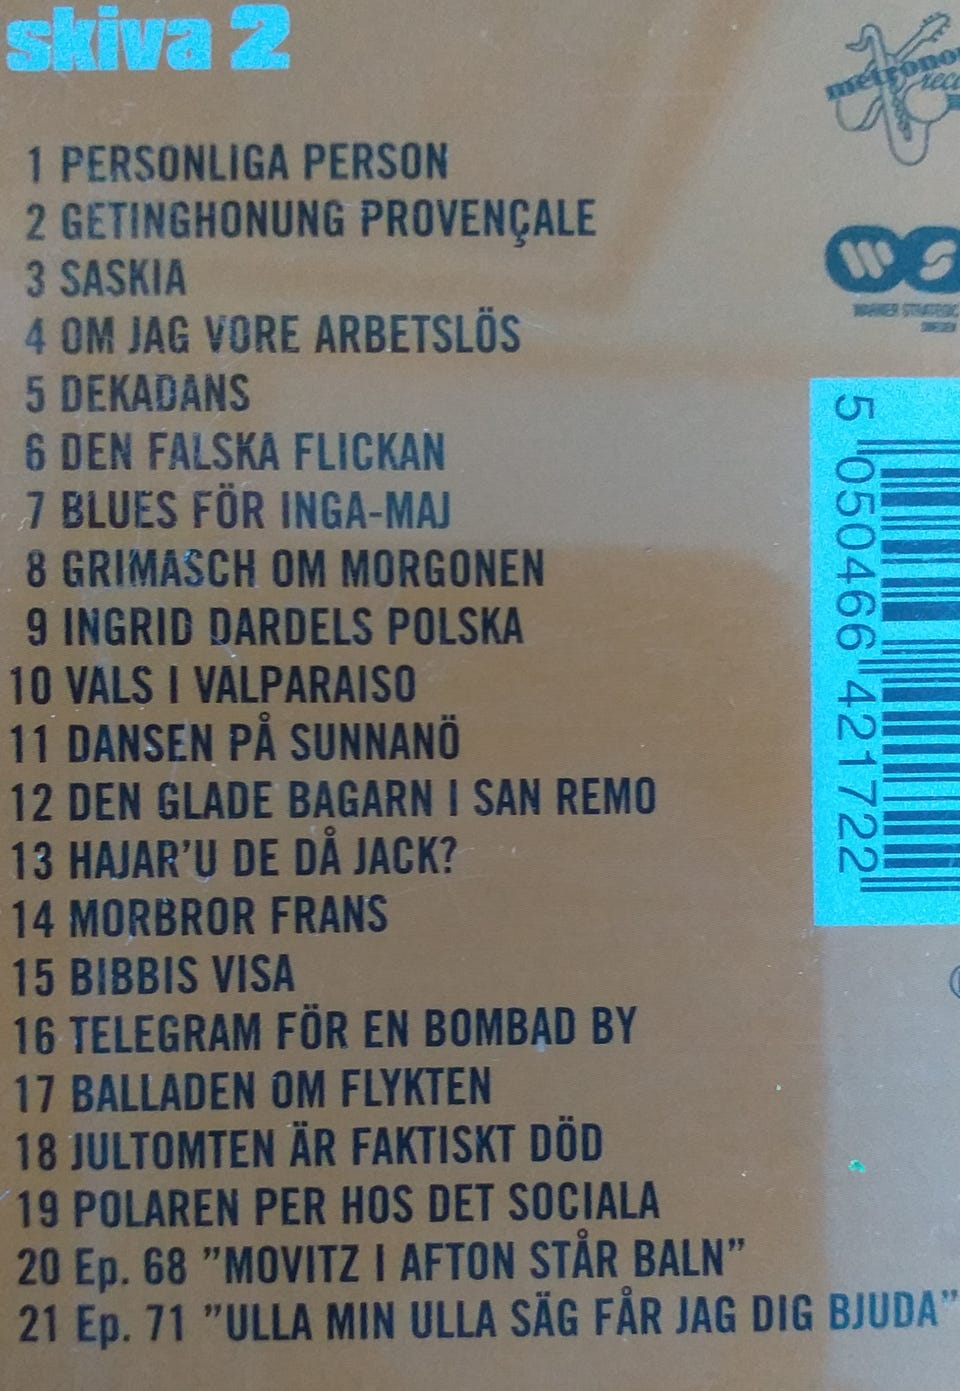 skiva 2
1 PERSONLIGA PERSON
2 GETINGHONUNG PROVENÇALE
3 SASKIA
4 OM JAG VORE ARBETSLÖS
5 DEKADANS
6 DEN FALSKA FLICKAN
7 BLUES FÖR INGA-MAJ
8 GRIMASCH OM MORGONEN
9 INGRID DARDELS POLSKA
10 VALS I VALPARAISO
11 DANSEN PÅ SUNNANÖ
12 DEN GLADE BAGARN I SAN REMO
13 HAJAR'U DE DÅ JACK?
14 MORBROR FRANS
15 BIBBIS VISA
16 TELEGRAM FÖR EN BOMBAD BY
17 BALLADEN OM FLYKTEN
18 JULTOMTEN ÄR FAKTISKT DÖD
19 POLAREN PER HOS DET SOCIALA
20 Ep. 68 ”MOVITZ I AFTON STÅR BALN”
21 Ep. 71 ”ULLA MIN ULLA SÄG FÅR JAG DIG BJUDA”
metrono
rec
WARNER STRATEGIC
SWEDEN
5 050466 421722